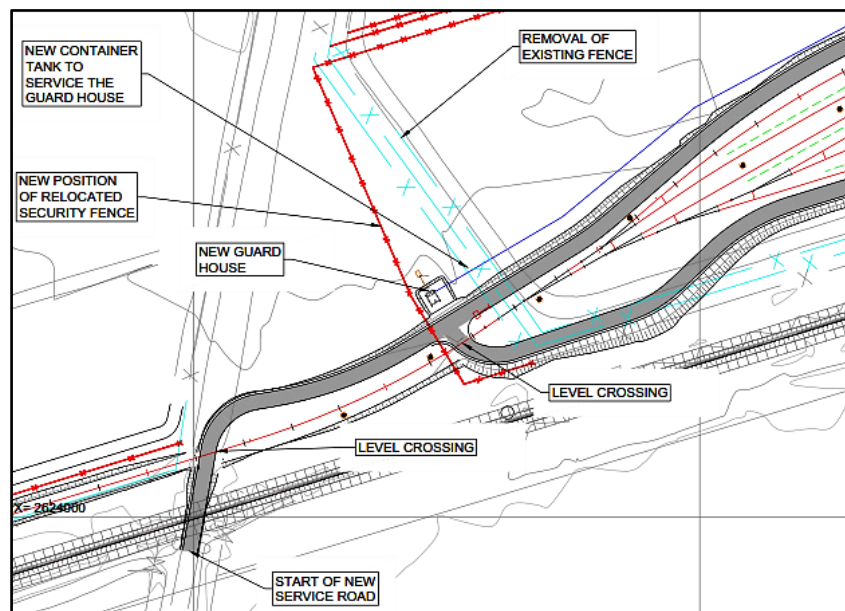 NEW CONTAINER
TANK TO
SERVICE THE
GUARD HOUSE
REMOVAL OF
EXISTING FENCE
NEW POSITION
OF RELOCATED
SECURITY FENCE
NEW GUARD
HOUSE
LEVEL CROSSING
LEVEL CROSSING
X= 2624000
START OF NEW
SERVICE ROAD